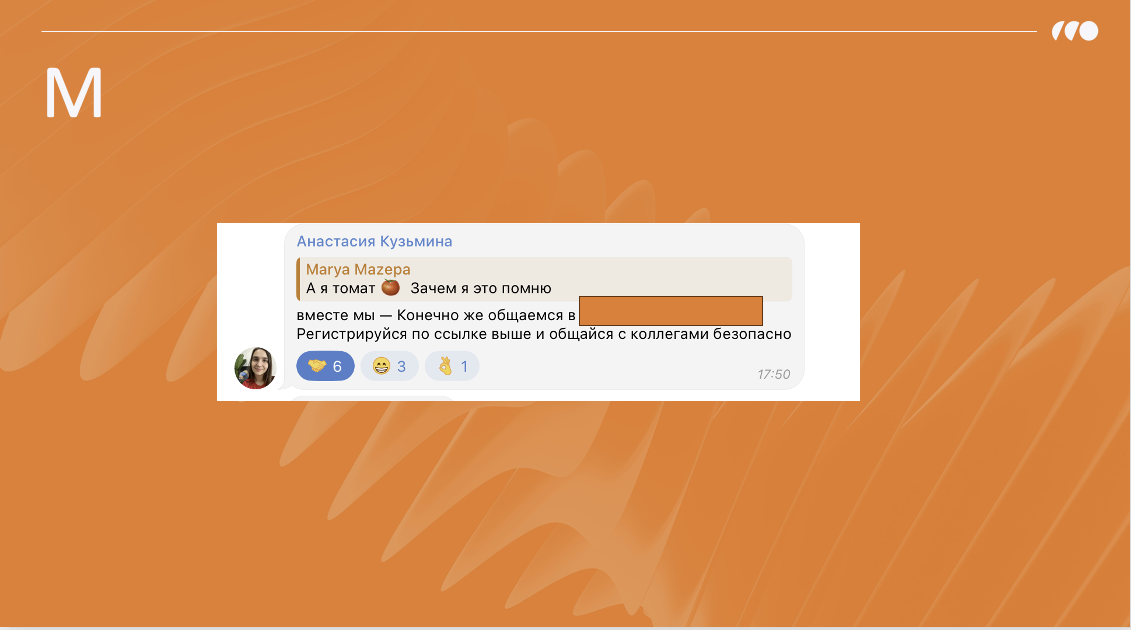 М
Анастасия Кузьмина
Marya Mazepa
А я томат 🍅 Зачем я это помню
вместе мы — Конечно же общаемся в
Регистрируйся по ссылке выше и общайся с коллегами безопасно
🤝 6 😁 3 👌 1
17:50